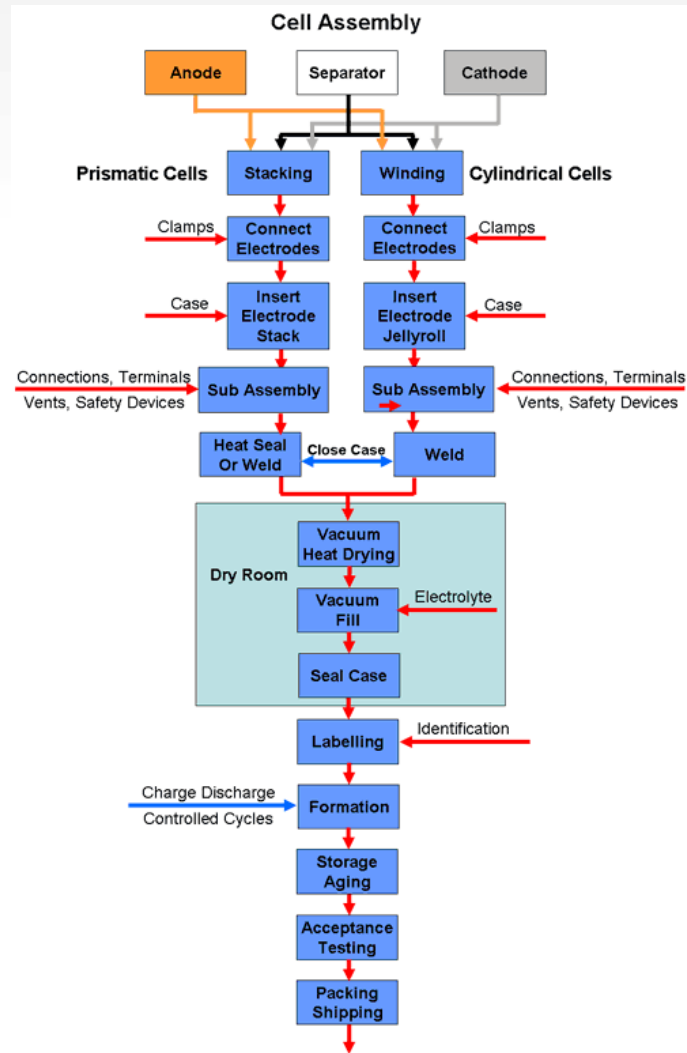 Cell Assembly
Anode
Separator
Cathode
Prismatic Cells
Stacking
Winding
Cylindrical Cells
Clamps
Connect
Electrodes
Connect
Electrodes
Clamps
Case
Insert
Electrode
Stack
Insert
Electrode
Jellyroll
Case
Connections, Terminals
Vents, Safety Devices
Sub Assembly
Sub Assembly
Connections, Terminals
Vents, Safety Devices
Heat Seal
Or Weld
Close Case
Weld
Dry Room
Vacuum
Heat Drying
Vacuum
Fill
Electrolyte
Seal Case
Labelling
Identification
Charge Discharge
Controlled Cycles
Formation
Storage
Aging
Acceptance
Testing
Packing
Shipping